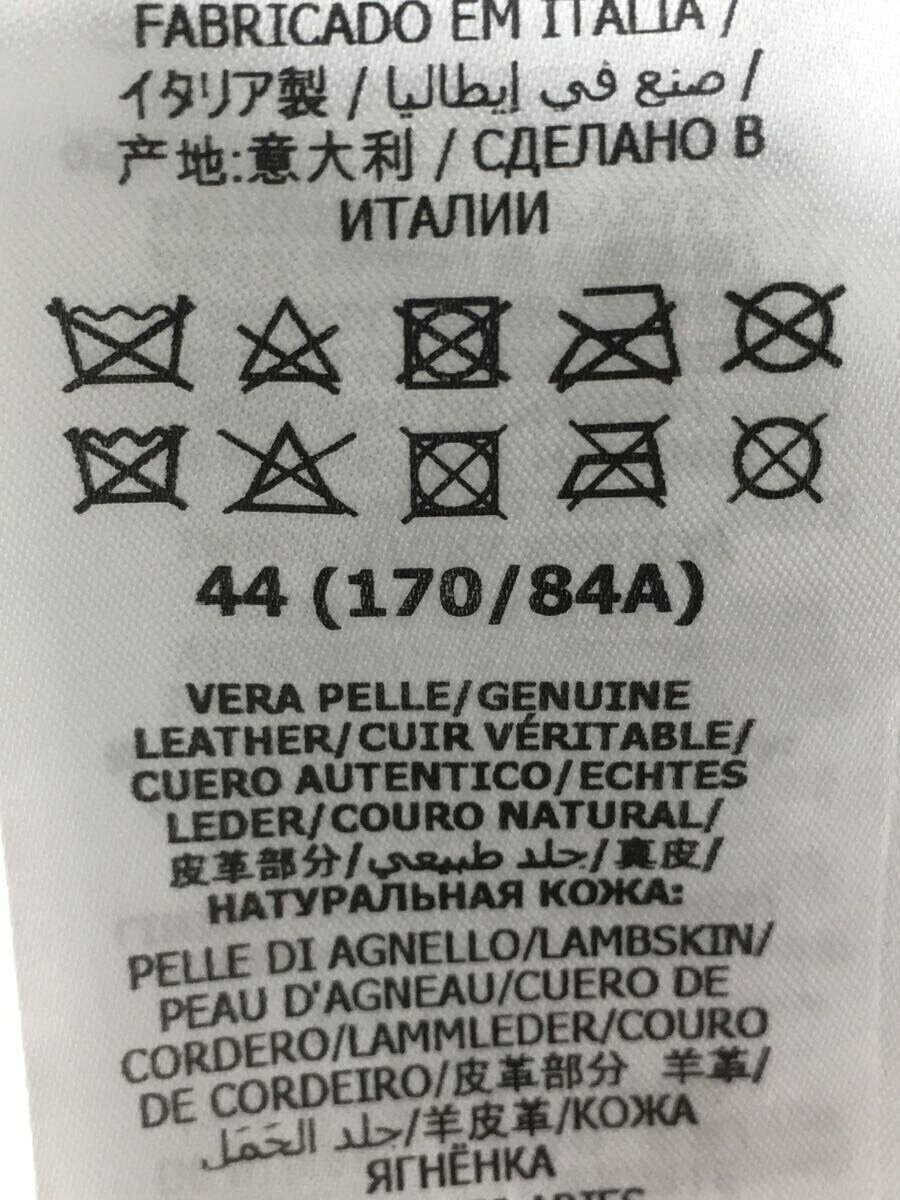 FABRICADO EM ITALIA /
イタリア製 / صنع في إيطاليا /
产地:意大利 / СДЕЛАНО В
ИТАЛИИ
44 (170/84A)
VERA PELLE/GENUINE
LEATHER/CUIR VÉRITABLE/
CUERO AUTENTICO/ECHTES
LEDER/COURO NATURAL/
皮革部分/جلد طبيعي/真皮/
НАТУРАЛЬНАЯ КОЖА:
PELLE DI AGNELLO/LAMBSKIN/
PEAU D'AGNEAU/CUERO DE
CORDERO/LAMMLEDER/COURO
DE CORDEIRO/皮革部分 羊革/
جلد الحَمَل/羊皮革/КОЖА
ЯГНЁНКА